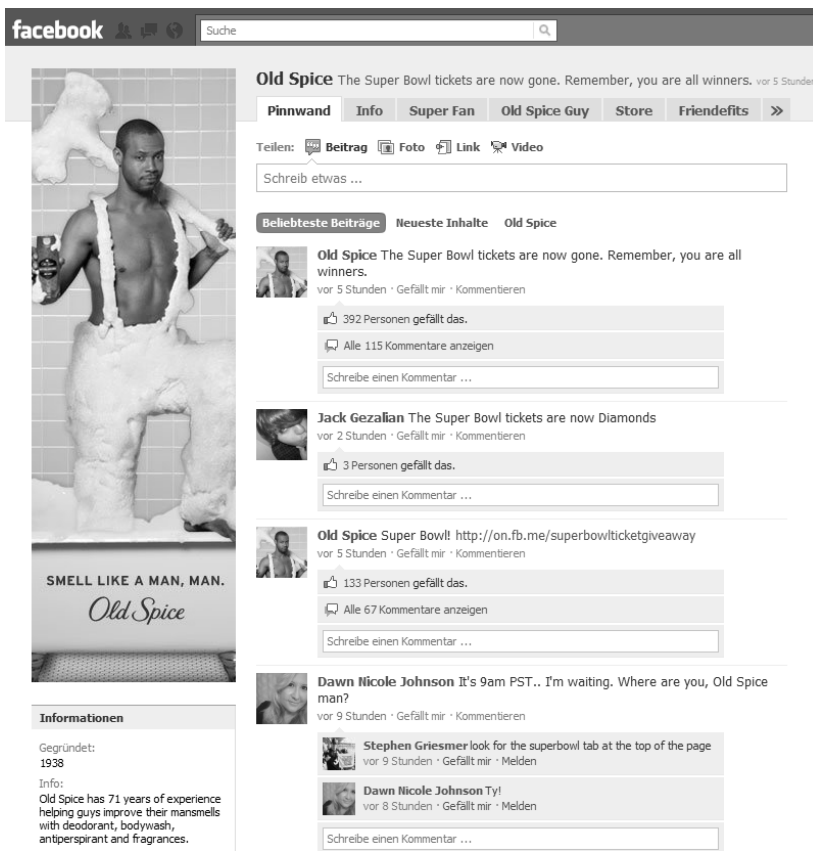 facebook
Suche
Old Spice The Super Bowl tickets are now gone. Remember, you are all winners. vor 5 Stunden
Pinnwand Info Super Fan Old Spice Guy Store Friendefits »
Teilen: Beitrag Foto Link Video
Schreib etwas ...
Beliebteste Beiträge Neueste Inhalte Old Spice
Old Spice The Super Bowl tickets are now gone. Remember, you are all
winners.
vor 5 Stunden · Gefällt mir · Kommentieren
392 Personen gefällt das.
Alle 115 Kommentare anzeigen
Schreibe einen Kommentar ...
Jack Gezalian The Super Bowl tickets are now Diamonds
vor 2 Stunden · Gefällt mir · Kommentieren
3 Personen gefällt das.
Schreibe einen Kommentar ...
Old Spice Super Bowl! http://on.fb.me/superbowlticketgiveaway
vor 5 Stunden · Gefällt mir · Kommentieren
133 Personen gefällt das.
Alle 67 Kommentare anzeigen
Schreibe einen Kommentar ...
Dawn Nicole Johnson It's 9am PST.. I'm waiting. Where are you, Old Spice
man?
vor 9 Stunden · Gefällt mir · Kommentieren
Stephen Griesmer look for the superbowl tab at the top of the page
vor 9 Stunden · Gefällt mir · Melden
Dawn Nicole Johnson Ty!
vor 8 Stunden · Gefällt mir · Melden
Schreibe einen Kommentar ...
SMELL LIKE A MAN, MAN.
Old Spice
Informationen
Gegründet:
1938
Info:
Old Spice has 71 years of experience
helping guys improve their mansmells
with deodorant, bodywash,
antiperspirant and fragrances.